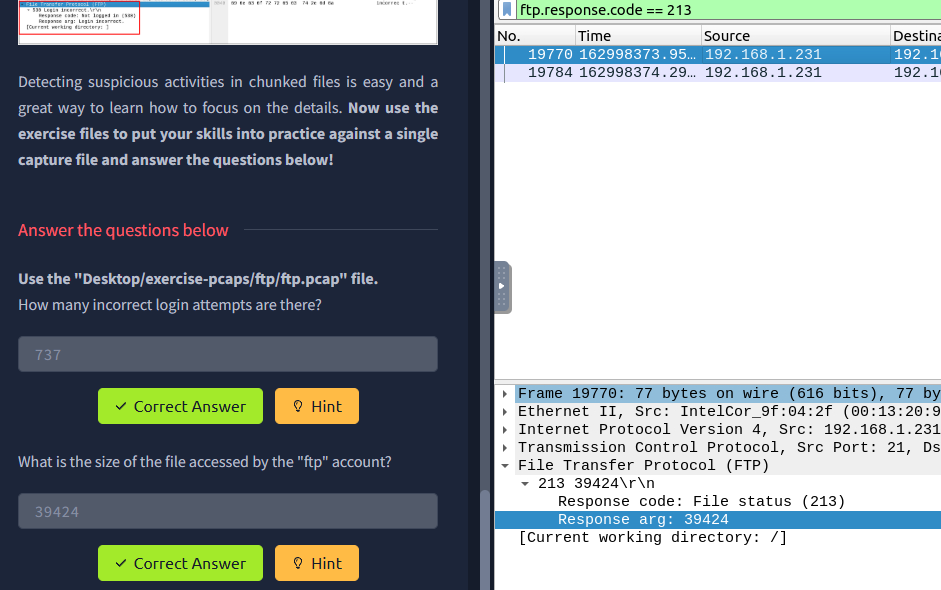 File Transfer Protocol (FTP)
530 Login incorrect.\r\n
Response code: Not logged in (530)
Response arg: Login incorrect.
[Current working directory: ]
Detecting suspicious activities in chunked files is easy and a
great way to learn how to focus on the details. Now use the
exercise files to put your skills into practice against a single
capture file and answer the questions below!
Answer the questions below
Use the "Desktop/exercise-pcaps/ftp/ftp.pcap" file.
How many incorrect login attempts are there?
737
Correct Answer
Hint
What is the size of the file accessed by the "ftp" account?
39424
Correct Answer
Hint
ftp.response.code == 213
No. Time Source Destina
19770 162998373.95… 192.168.1.231 192.16
19784 162998374.29… 192.168.1.231 192.16
Frame 19770: 77 bytes on wire (616 bits), 77 by
Ethernet II, Src: IntelCor_9f:04:2f (00:13:20:9
Internet Protocol Version 4, Src: 192.168.1.231
Transmission Control Protocol, Src Port: 21, Ds
File Transfer Protocol (FTP)
213 39424\r\n
Response code: File status (213)
Response arg: 39424
[Current working directory: /]